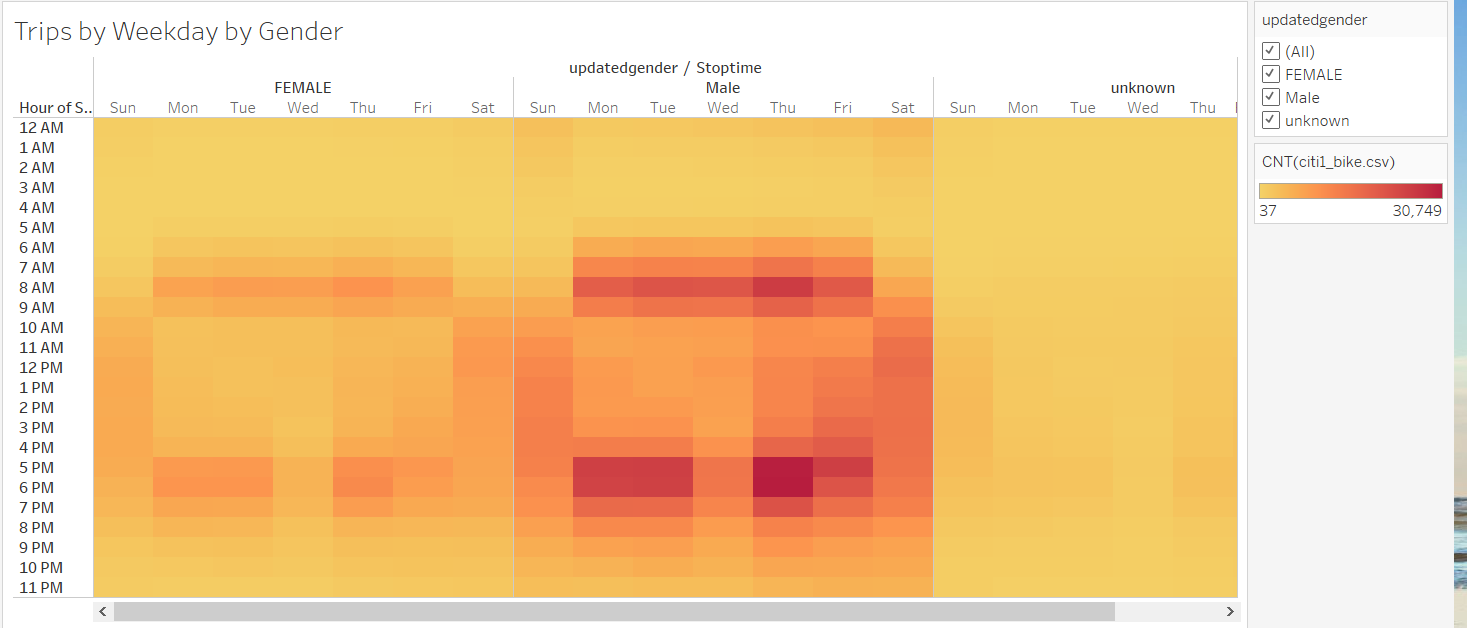 Trips by Weekday by Gender
updatedgender / Stoptime
FEMALE Male unknown
Hour of S.. Sun Mon Tue Wed Thu Fri Sat Sun Mon Tue Wed Thu Fri Sat Sun Mon Tue Wed Thu
12 AM
1 AM
2 AM
3 AM
4 AM
5 AM
6 AM
7 AM
8 AM
9 AM
10 AM
11 AM
12 PM
1 PM
2 PM
3 PM
4 PM
5 PM
6 PM
7 PM
8 PM
9 PM
10 PM
11 PM
updatedgender
(All)
FEMALE
Male
unknown
CNT(citi1_bike.csv)
37 30,749